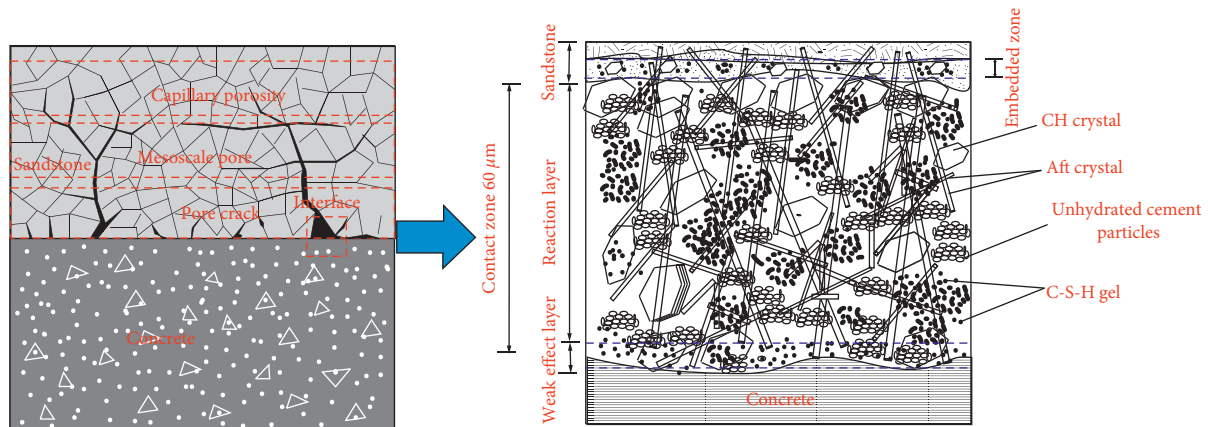 Capillary porosity
Sandstone
Mesoscale pore
Pore crack
Interface
Concrete
Contact zone 60 μm
Sandstone
Reaction layer
Weak effect layer
Embedded zone
CH crystal
Aft crystal
Unhydrated cement
particles
C-S-H gel
Concrete